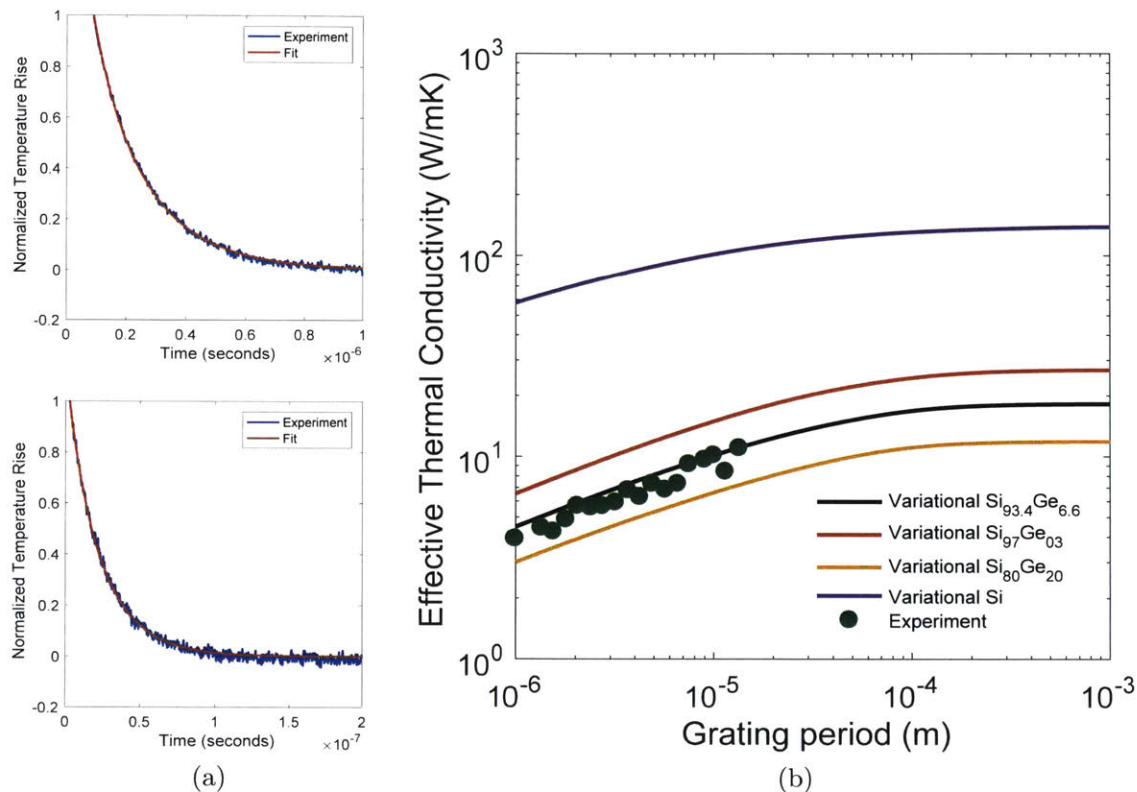 1
0.8
0.6
0.4
0.2
0
-0.2
Normalized Temperature Rise
Experiment
Fit
0 0.2 0.4 0.6 0.8 1
Time (seconds) ×10⁻⁶
1
0.8
0.6
0.4
0.2
0
-0.2
Normalized Temperature Rise
Experiment
Fit
0 0.5 1 1.5 2
Time (seconds) ×10⁻⁷
(a)
10³
10²
10¹
10⁰
Effective Thermal Conductivity (W/mK)
Variational Si₉₃.₄Ge₆.₆
Variational Si₉₇Ge₀₃
Variational Si₈₀Ge₂₀
Variational Si
Experiment
10⁻⁶ 10⁻⁵ 10⁻⁴ 10⁻³
Grating period (m)
(b)